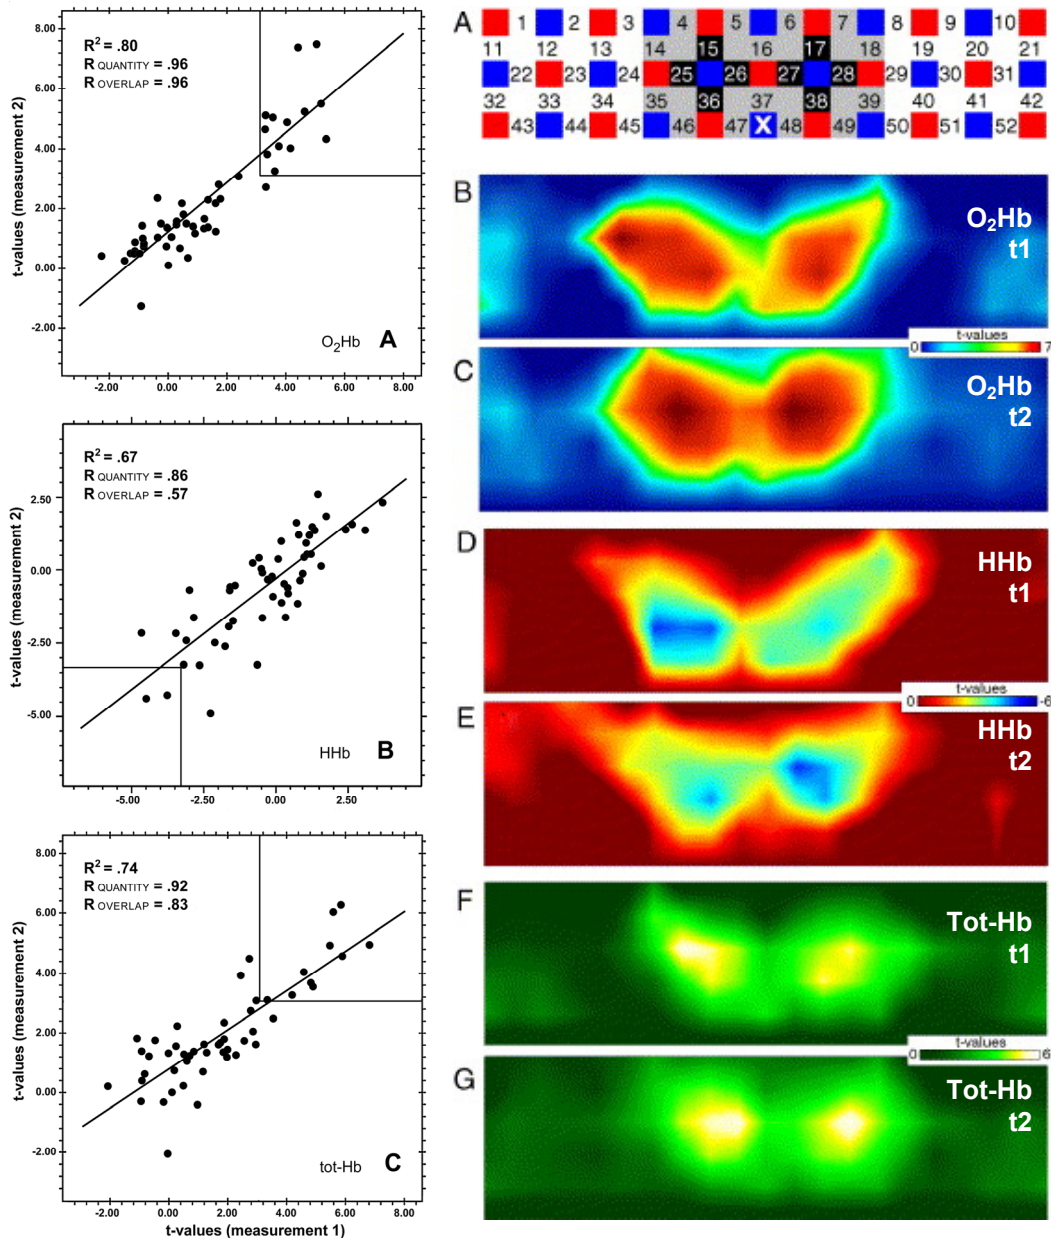 8.00
6.00
4.00
2.00
0.00
-2.00
t-values (measurement 2)
R² = .80
R QUANTITY = .96
R OVERLAP = .96
O₂Hb
A
-2.00 0.00 2.00 4.00 6.00 8.00
2.50
0.00
-2.50
-5.00
t-values (measurement 2)
R² = .67
R QUANTITY = .86
R OVERLAP = .57
HHb
B
-5.00 -2.50 0.00 2.50
8.00
6.00
4.00
2.00
0.00
-2.00
t-values (measurement 2)
R² = .74
R QUANTITY = .92
R OVERLAP = .83
tot-Hb
C
-2.00 0.00 2.00 4.00 6.00 8.00
t-values (measurement 1)
A
1 2 3 4 5 6 7 8 9 10
11 12 13 14 15 16 17 18 19 20 21
22 23 24 25 26 27 28 29 30 31
32 33 34 35 36 37 38 39 40 41 42
43 44 45 46 47 X 48 49 50 51 52
B
O₂Hb
t1
t-values
0 7
C
O₂Hb
t2
D
HHb
t1
t-values
0 -6
E
HHb
t2
F
Tot-Hb
t1
t-values
0 6
G
Tot-Hb
t2